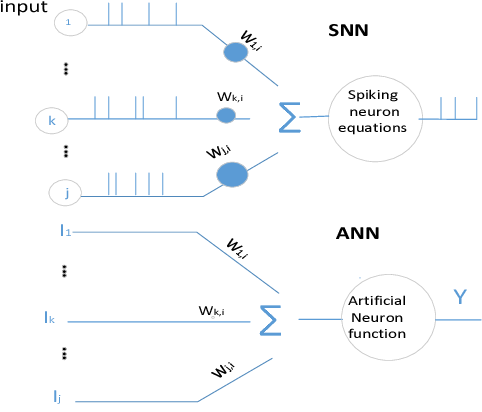 input
1
W1,i
SNN
⋮
k
Wk,i
Σ
Spiking
neuron
equations
⋮
j
Wj,i
I1
ANN
W1,i
⋮
Ik
Wk,i
Σ
Artificial
Neuron
function
Y
⋮
Ij
Wj,i